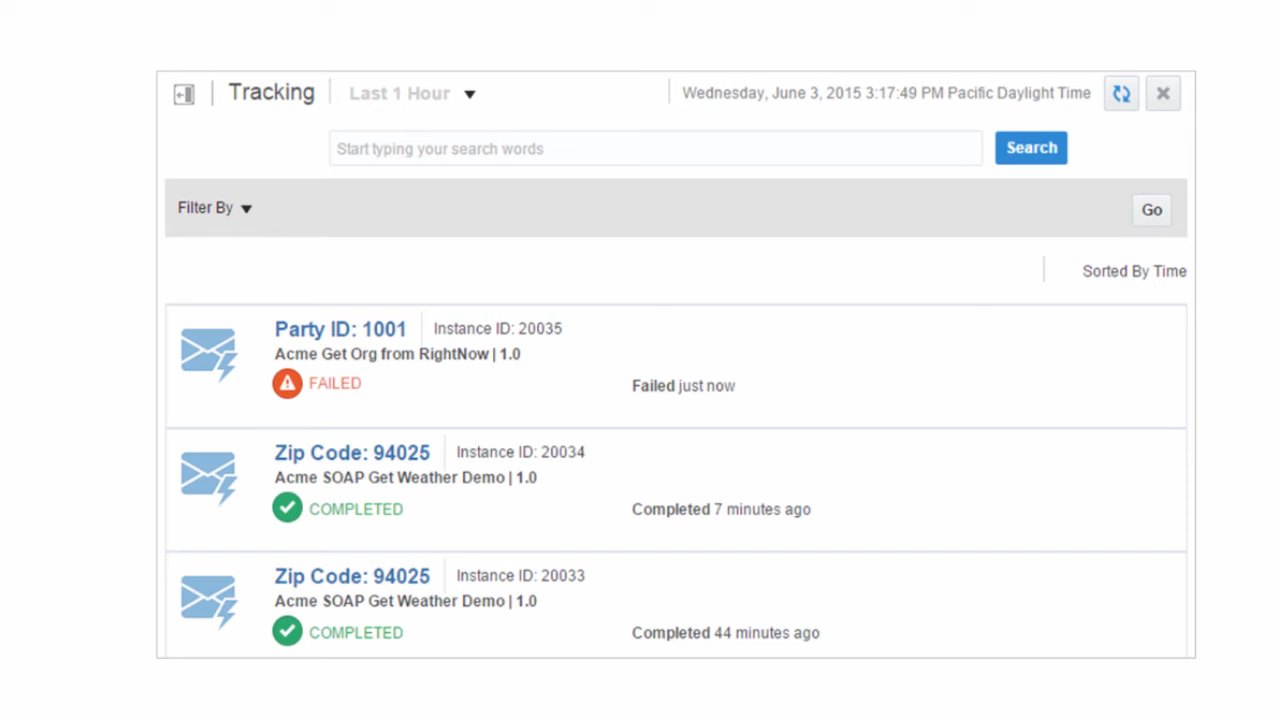 Tracking
Last 1 Hour
Wednesday, June 3, 2015 3:17:49 PM Pacific Daylight Time
Start typing your search words
Search
Filter By
Go
Sorted By Time
Party ID: 1001
Instance ID: 20035
Acme Get Org from RightNow | 1.0
FAILED
Failed just now
Zip Code: 94025
Instance ID: 20034
Acme SOAP Get Weather Demo | 1.0
COMPLETED
Completed 7 minutes ago
Zip Code: 94025
Instance ID: 20033
Acme SOAP Get Weather Demo | 1.0
COMPLETED
Completed 44 minutes ago